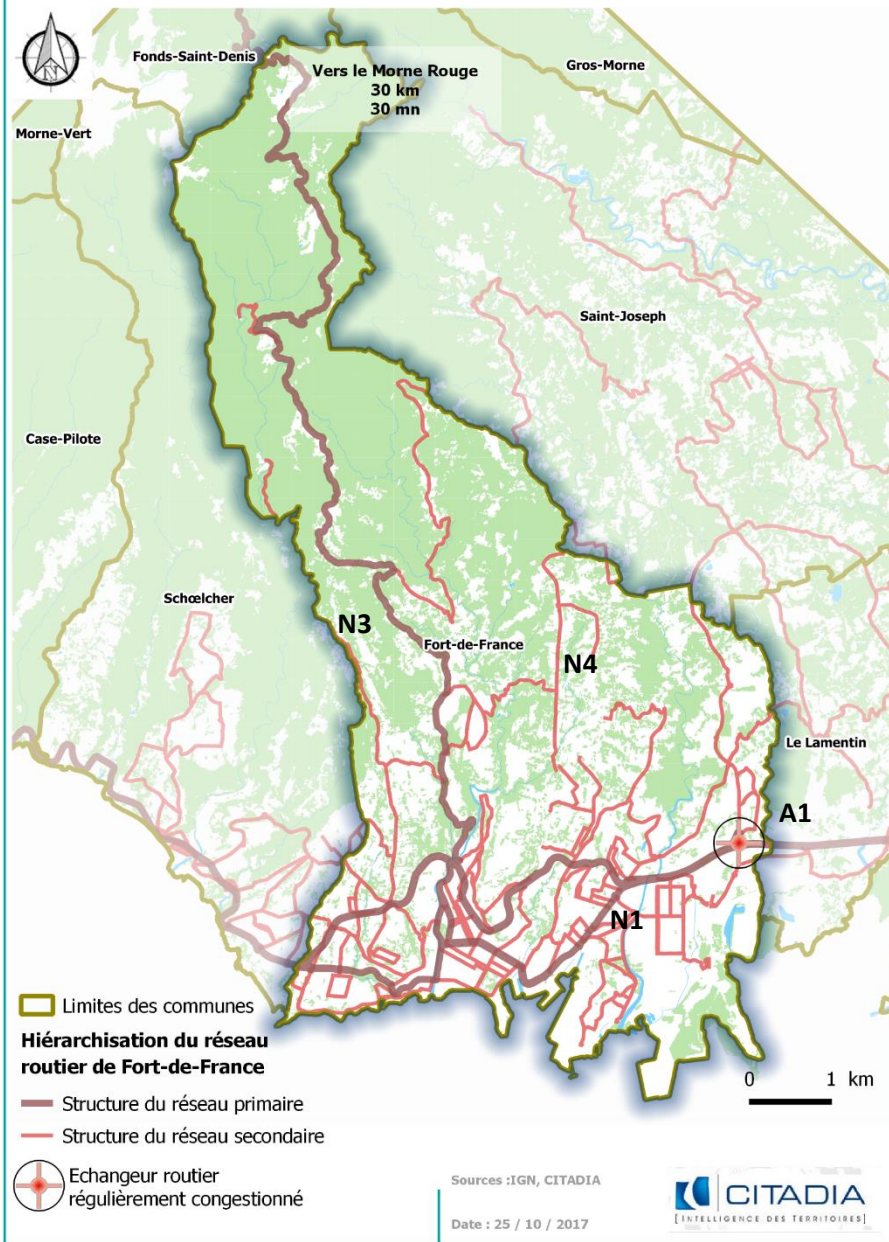 Fonds-Saint-Denis
Vers le Morne Rouge
30 km
30 mn
Gros-Morne
Morne-Vert
N
Saint-Joseph
Case-Pilote
Schœlcher
N3
Fort-de-France
N4
Le Lamentin
A1
N1
Limites des communes
Hiérarchisation du réseau
routier de Fort-de-France
Structure du réseau primaire
Structure du réseau secondaire
Echangeur routier
régulièrement congestionné
0 1 km
Sources :IGN, CITADIA
Date : 25 / 10 / 2017
CITADIA
[INTELLIGENCE DES TERRITOIRES]